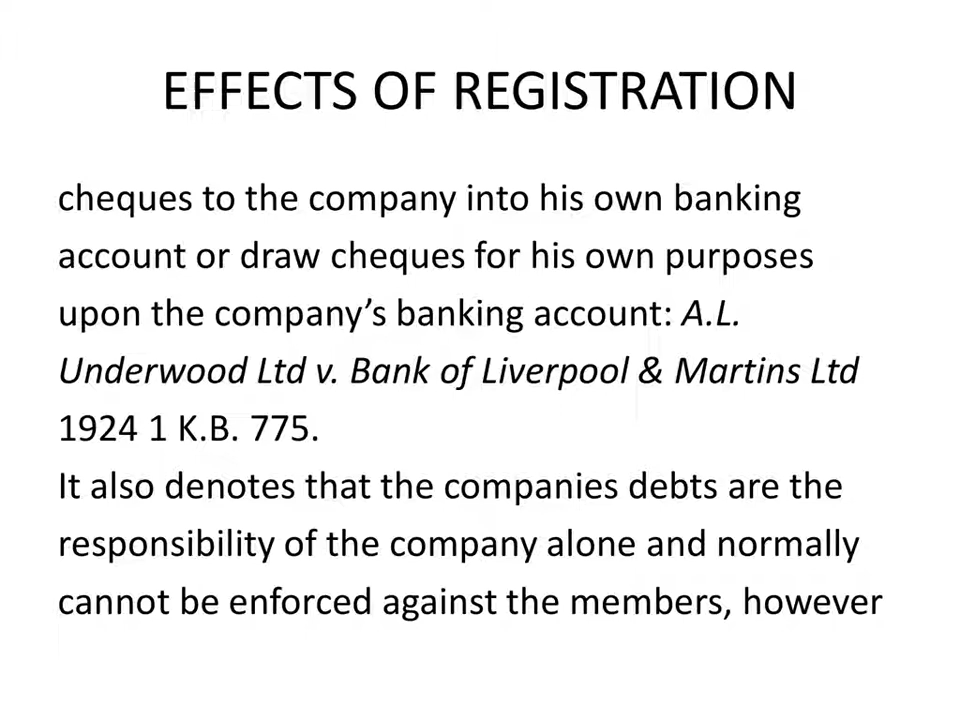 EFFECTS OF REGISTRATION
cheques to the company into his own banking
account or draw cheques for his own purposes
upon the company’s banking account: A.L.
Underwood Ltd v. Bank of Liverpool & Martins Ltd
1924 1 K.B. 775.
It also denotes that the companies debts are the
responsibility of the company alone and normally
cannot be enforced against the members, however